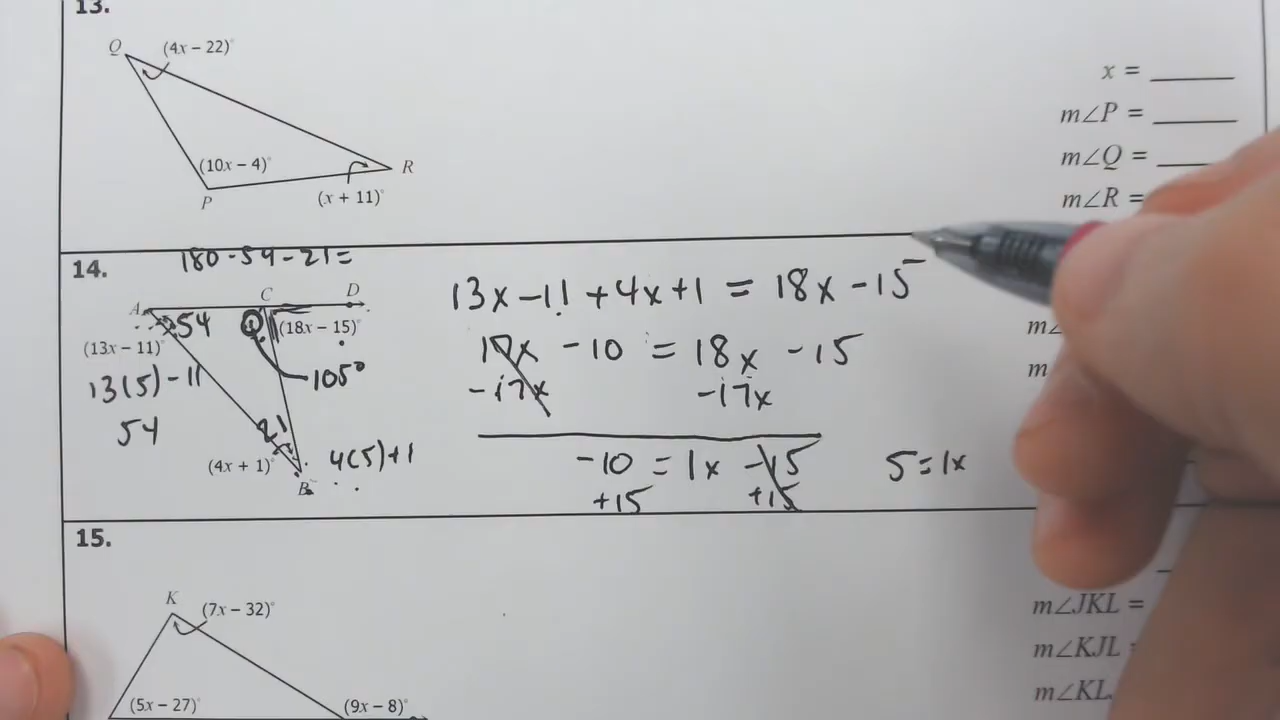 13.
Q
(4x – 22)°
(10x – 4)°
R
P
(x + 11)°
x =
m∠P =
m∠Q =
m∠R =
14.
180-54-21=
A
C
D
54
(18x – 15)°
(13x – 11)°
13(5)-11
105°
54
21
(4x + 1)°
4(5)+1
B
13x-11+4x+1 = 18x-15
17x -10 = 18x -15
-17x -17x
-10 = 1x -15
+15 +15
5=1x
m∠
m
15.
K
(7x – 32)°
(5x – 27)°
(9x – 8)°
m∠JKL =
m∠KJL
m∠KL